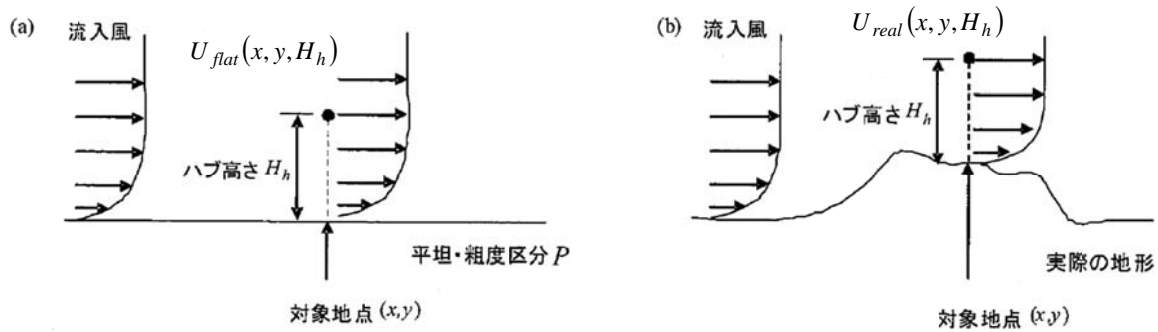 (a) 流入風
U_flat(x, y, H_h)
ハブ高さ H_h
平坦・粗度区分 P
対象地点 (x,y)
(b) 流入風
U_real(x, y, H_h)
ハブ高さ H_h
実際の地形
対象地点 (x,y)